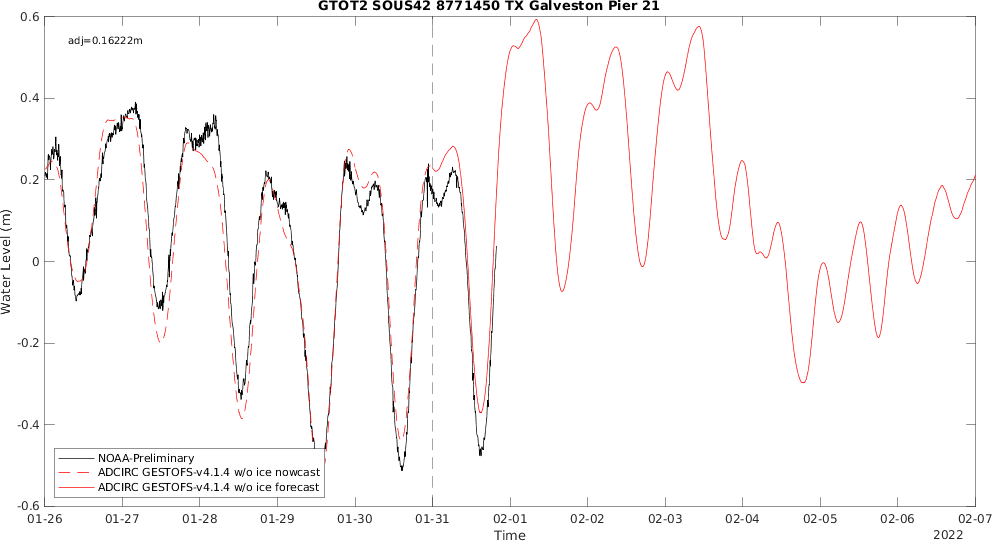 GTOT2 SOUS42 8771450 TX Galveston Pier 21
adj=0.16222m
0.6
0.4
0.2
0
-0.2
-0.4
-0.6
Water Level (m)
NOAA-Preliminary
ADCIRC GESTOFS-v4.1.4 w/o ice nowcast
ADCIRC GESTOFS-v4.1.4 w/o ice forecast
01-26 01-27 01-28 01-29 01-30 01-31 02-01 02-02 02-03 02-04 02-05 02-06 02-07
Time
2022